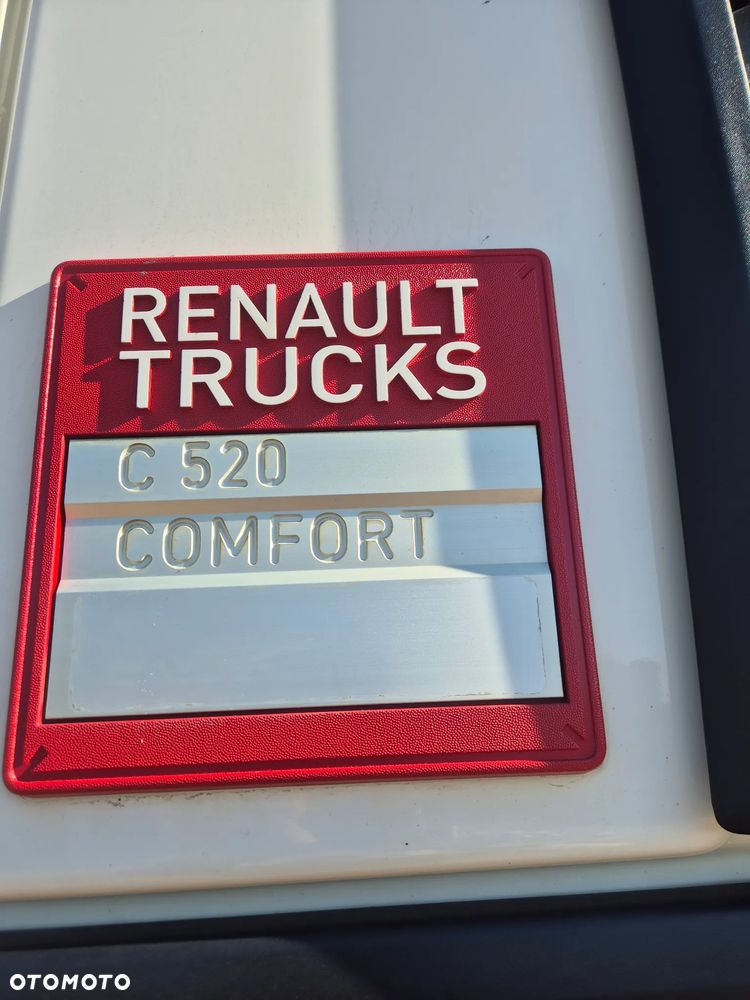 RENAULT
TRUCKS
C 520
COMFORT
OTOMOTO